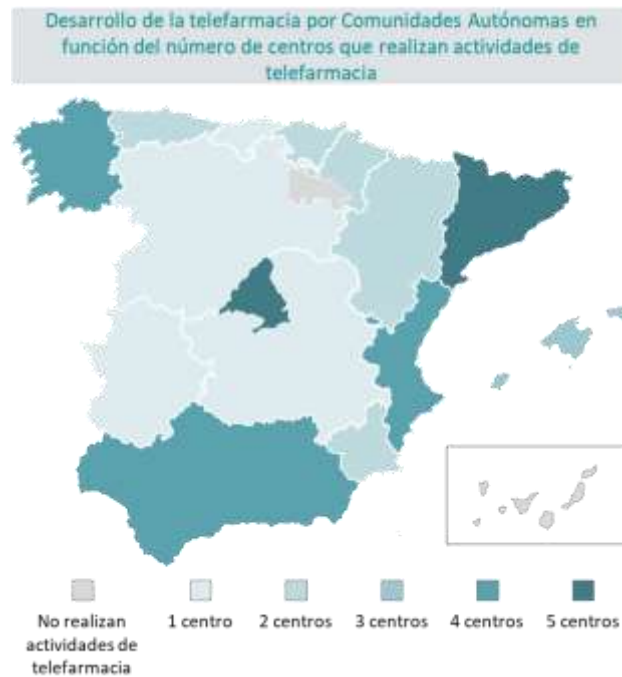 Desarrollo de la telefarmacia por Comunidades Autónomas en
función del número de centros que realizan actividades de
telefarmacia
No realizan
actividades de
telefarmacia
1 centro
2 centros
3 centros
4 centros
5 centros